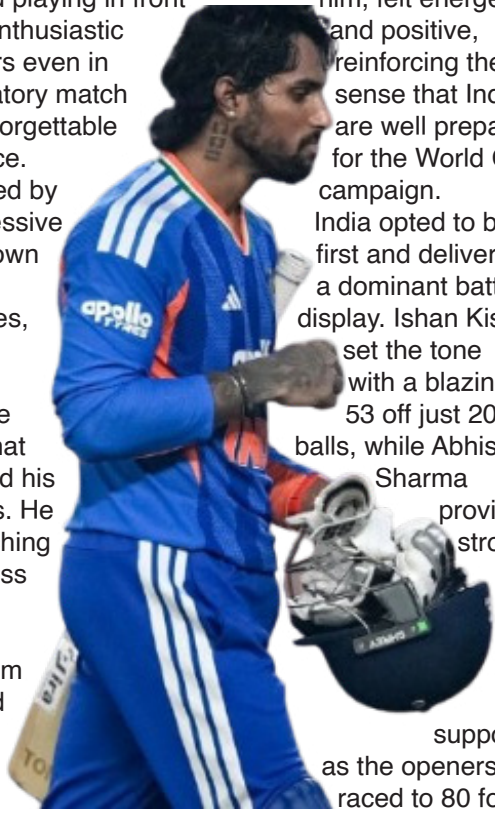 d playing in front
nthusiastic
rs even in
atory match
orgettable
ce.
ed by
essive
own
es,
e
hat
d his
s. He
hing
ss
m
d
him, felt energe
and positive,
reinforcing the
sense that Ind
are well prepa
for the World C
campaign.
India opted to b
first and deliver
a dominant batt
display. Ishan Kis
set the tone
with a blazin
53 off just 20
balls, while Abhis
Sharma
provi
stro
suppo
as the openers
raced to 80 fo
apollo
TYRES